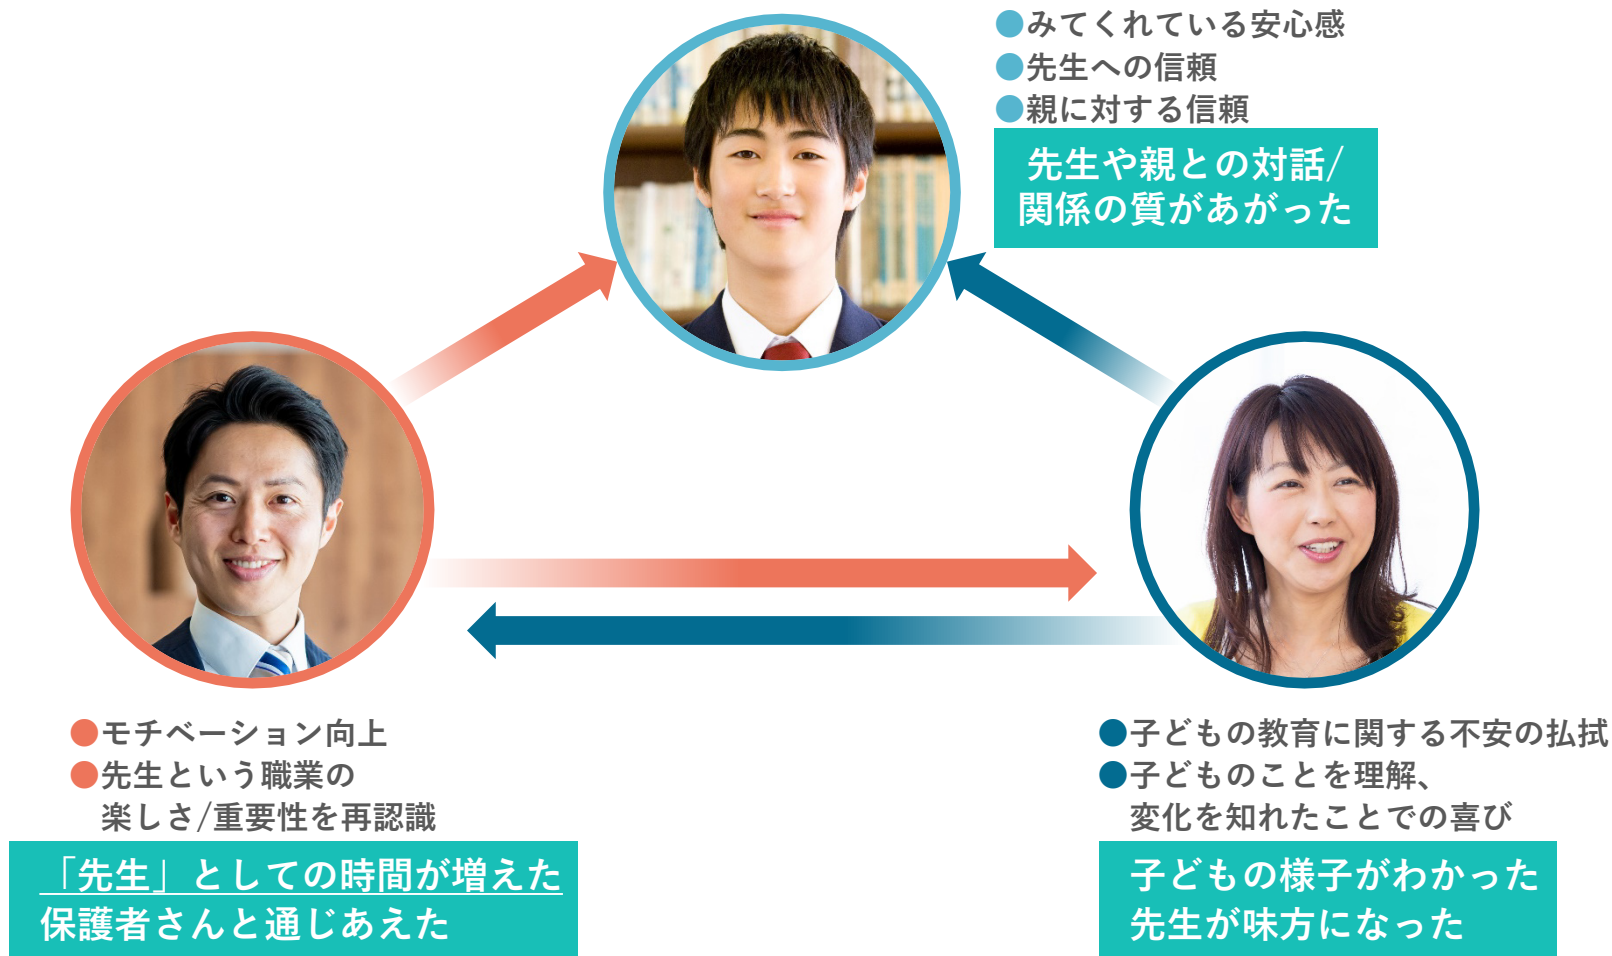 ●みてくれている安心感
●先生への信頼
●親に対する信頼
先生や親との対話/
関係の質があがった
●モチベーション向上
●先生という職業の
楽しさ/重要性を再認識
「先生」としての時間が増えた
保護者さんと通じあえた
●子どもの教育に関する不安の払拭
●子どものことを理解、
変化を知れたことでの喜び
子どもの様子がわかった
先生が味方になった